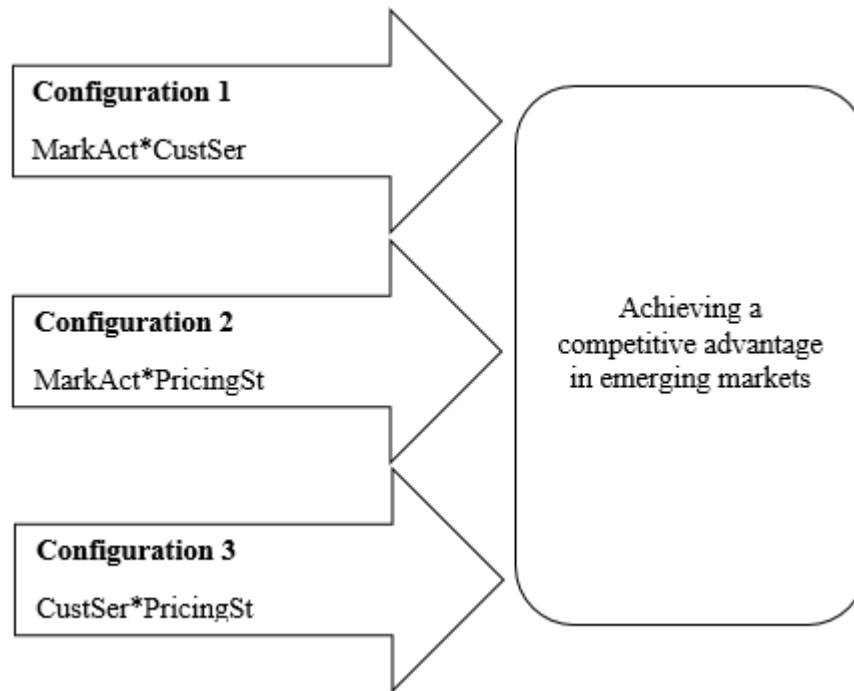 Configuration 1
MarkAct*CustSer
Configuration 2
MarkAct*PricingSt
Configuration 3
CustSer*PricingSt
Achieving a
competitive advantage
in emerging markets